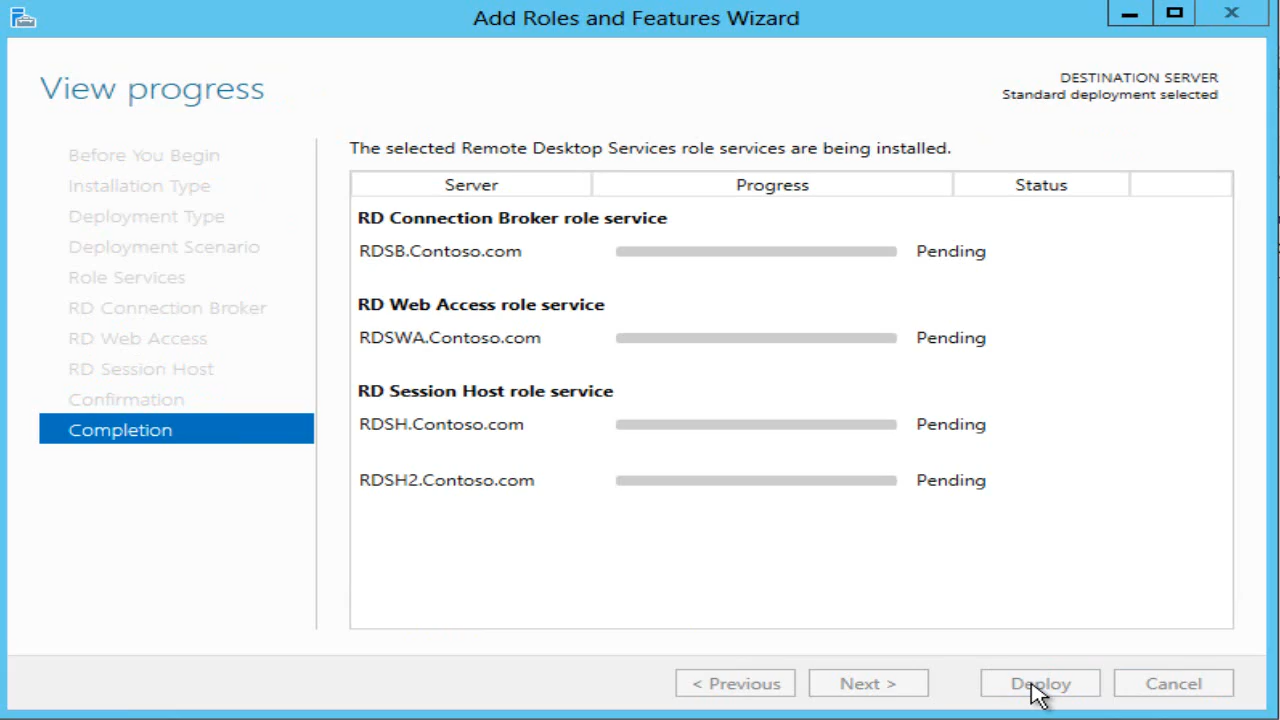 Add Roles and Features Wizard
View progress
DESTINATION SERVER
Standard deployment selected
Before You Begin
Installation Type
Deployment Type
Deployment Scenario
Role Services
RD Connection Broker
RD Web Access
RD Session Host
Confirmation
Completion
The selected Remote Desktop Services role services are being installed.
Server Progress Status
RD Connection Broker role service
RDSB.Contoso.com Pending
RD Web Access role service
RDSWA.Contoso.com Pending
RD Session Host role service
RDSH.Contoso.com Pending
RDSH2.Contoso.com Pending
< Previous Next > Deploy Cancel